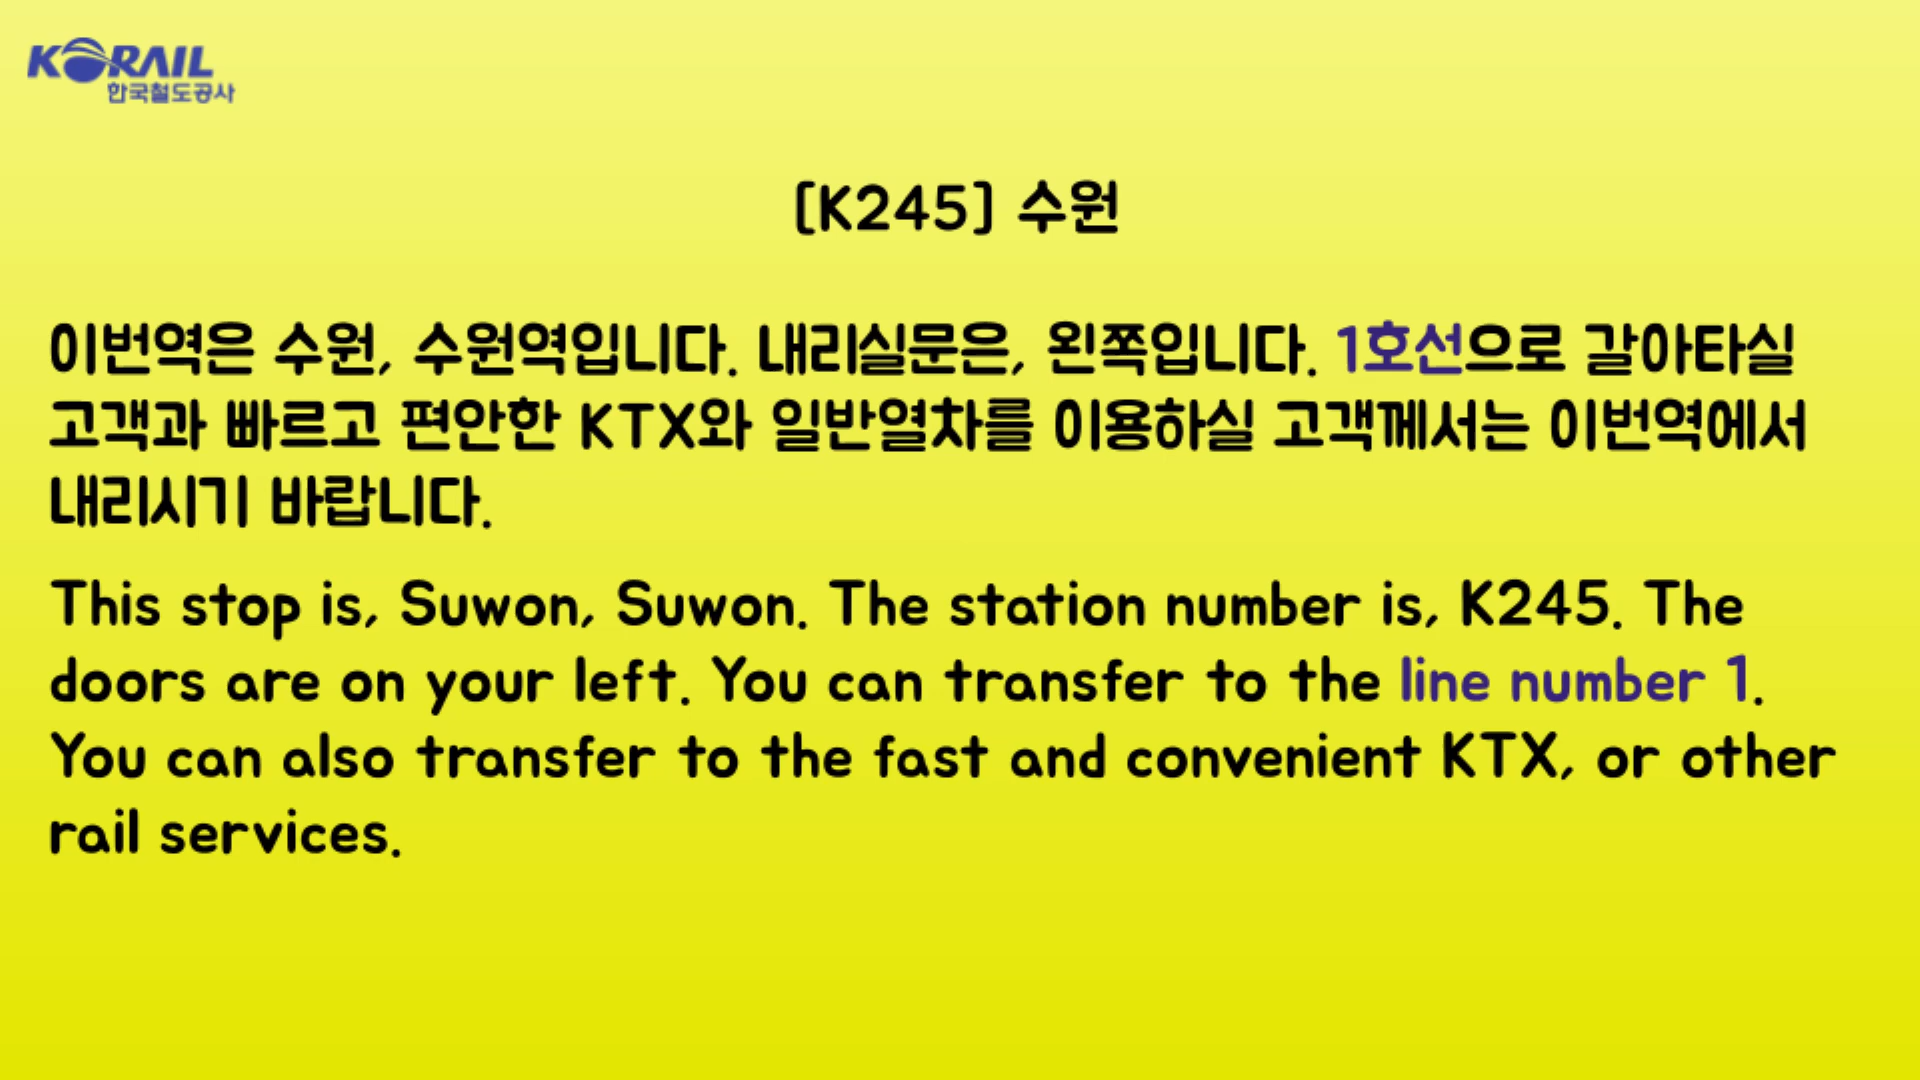 KORAIL
한국철도공사
[K245] 수원
이번역은 수원, 수원역입니다. 내리실문은, 왼쪽입니다. 1호선으로 갈아타실
고객과 빠르고 편안한 KTX와 일반열차를 이용하실 고객께서는 이번역에서
내리시기 바랍니다.
This stop is, Suwon, Suwon. The station number is, K245. The
doors are on your left. You can transfer to the line number 1.
You can also transfer to the fast and convenient KTX, or other
rail services.